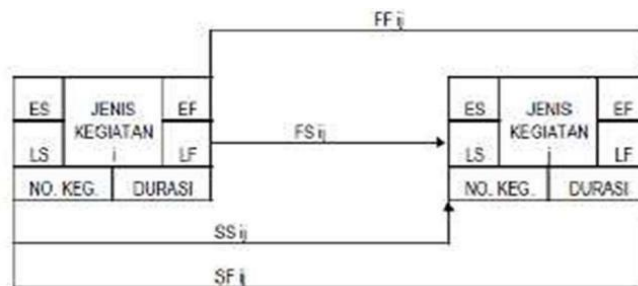 FF ij
ES JENIS KEGIATAN i EF
LS LF
NO. KEG. DURASI
FS ij
ES JENIS KEGIATAN j EF
LS LF
NO. KEG. DURASI
SS ij
SF ij